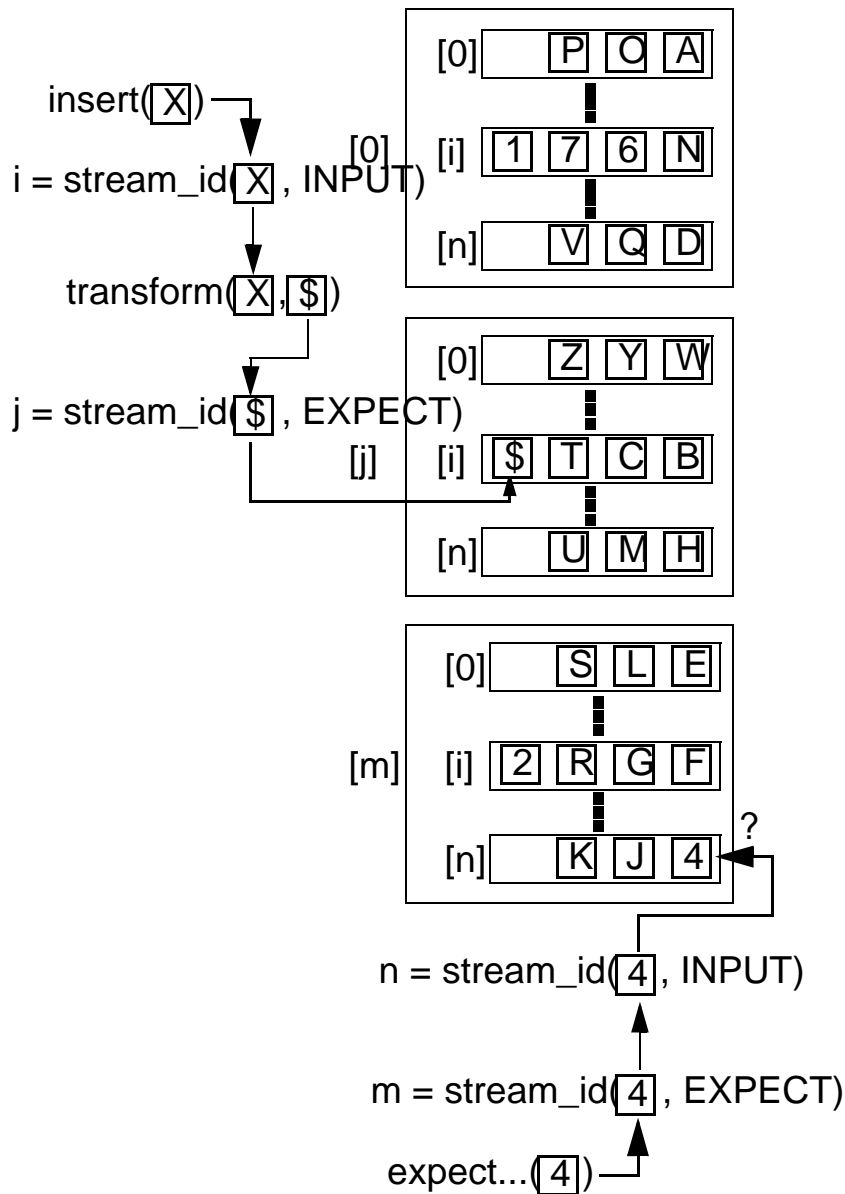 [0] P O A
insert( X )
[0] [i] 1 7 6 N
i = stream_id( X , INPUT)
[n] V Q D
transform( X , $ )
[0] Z Y W
j = stream_id( $ , EXPECT)
[j] [i] $ T C B
[n] U M H
[0] S L E
[m] [i] 2 R G F
?
[n] K J 4
n = stream_id( 4 , INPUT)
m = stream_id( 4 , EXPECT)
expect...( 4 )